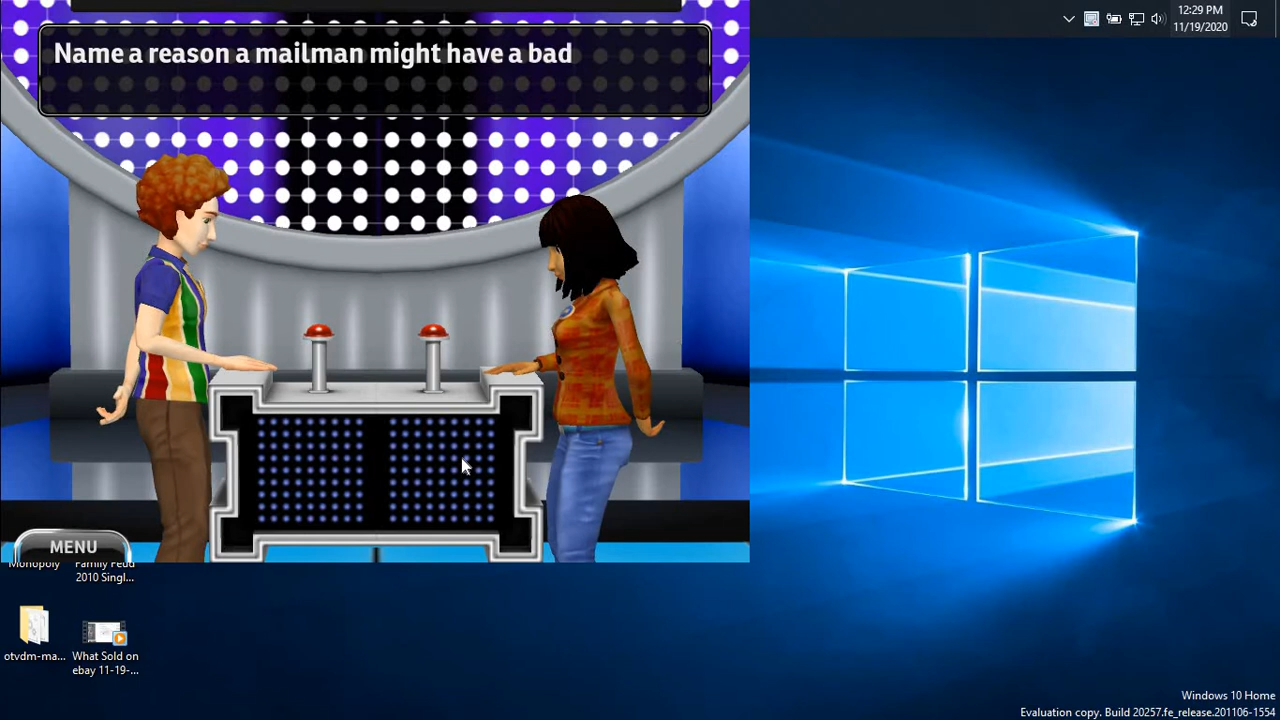 Name a reason a mailman might have a bad
12:29 PM
11/19/2020
MENU
Monopoly
Family Feud
2010 Singl...
otvdm-ma...
What Sold on
ebay 11-19-...
Windows 10 Home
Evaluation copy. Build 20257.fe_release.201106-1554